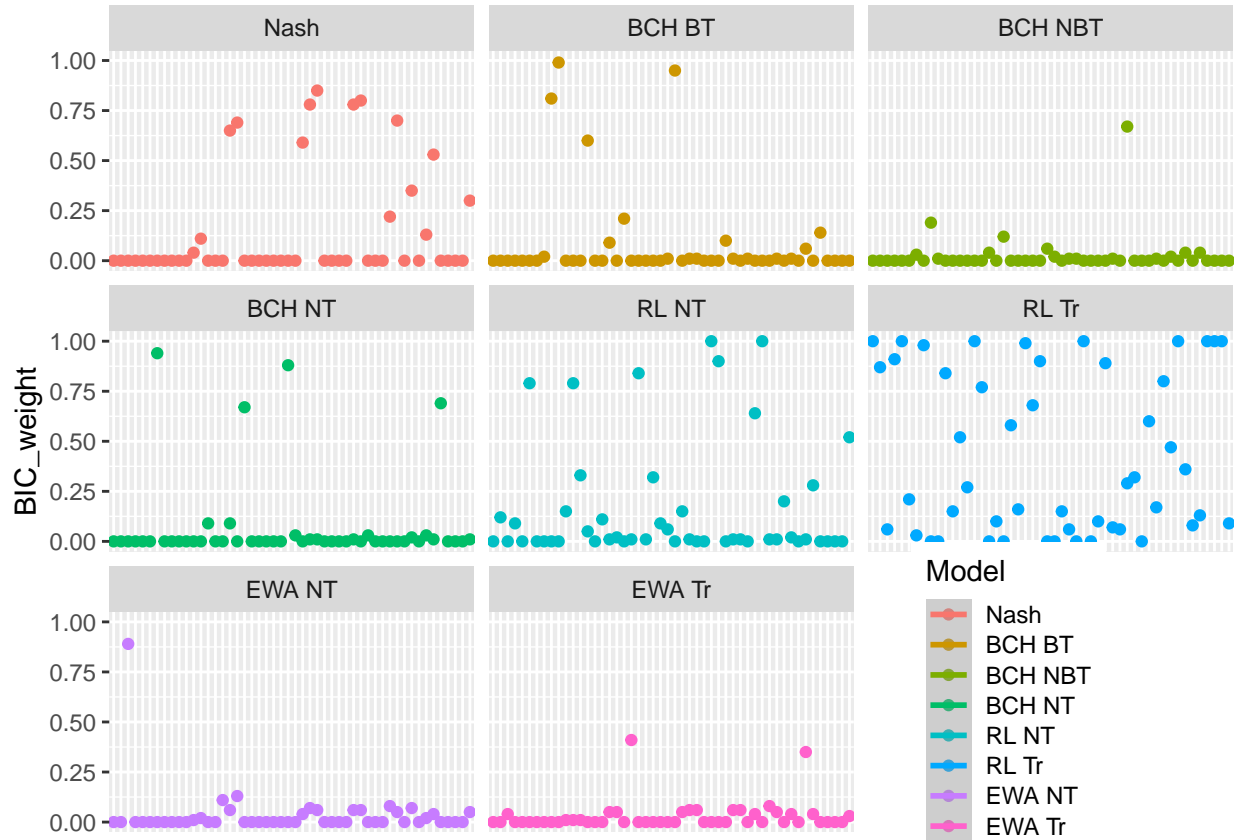 Nash
BCH BT
BCH NBT
1.00
0.75
0.50
0.25
0.00
BCH NT
RL NT
RL Tr
1.00
0.75
0.50
0.25
0.00
BIC_weight
EWA NT
EWA Tr
1.00
0.75
0.50
0.25
0.00
Model
Nash
BCH BT
BCH NBT
BCH NT
RL NT
RL Tr
EWA NT
EWA Tr